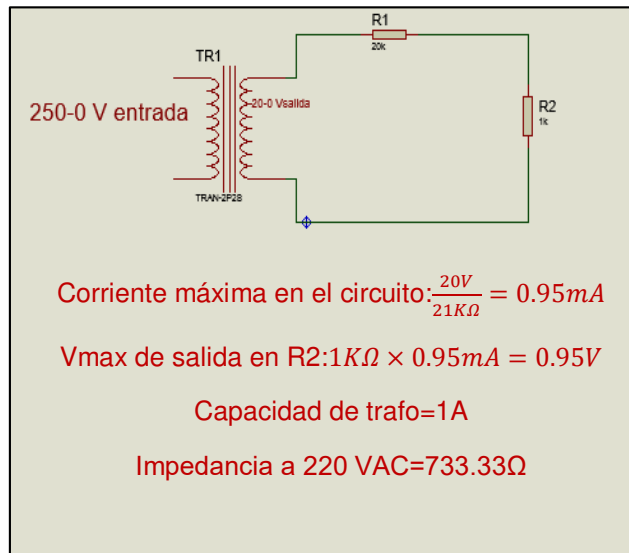 R1
20k
TR1
250-0 V entrada
20-0 Vsalida
R2
1k
TRAN-2P2S
Corriente máxima en el circuito:\frac{20V}{21KΩ} = 0.95mA
Vmax de salida en R2:1KΩ × 0.95mA = 0.95V
Capacidad de trafo=1A
Impedancia a 220 VAC=733.33Ω